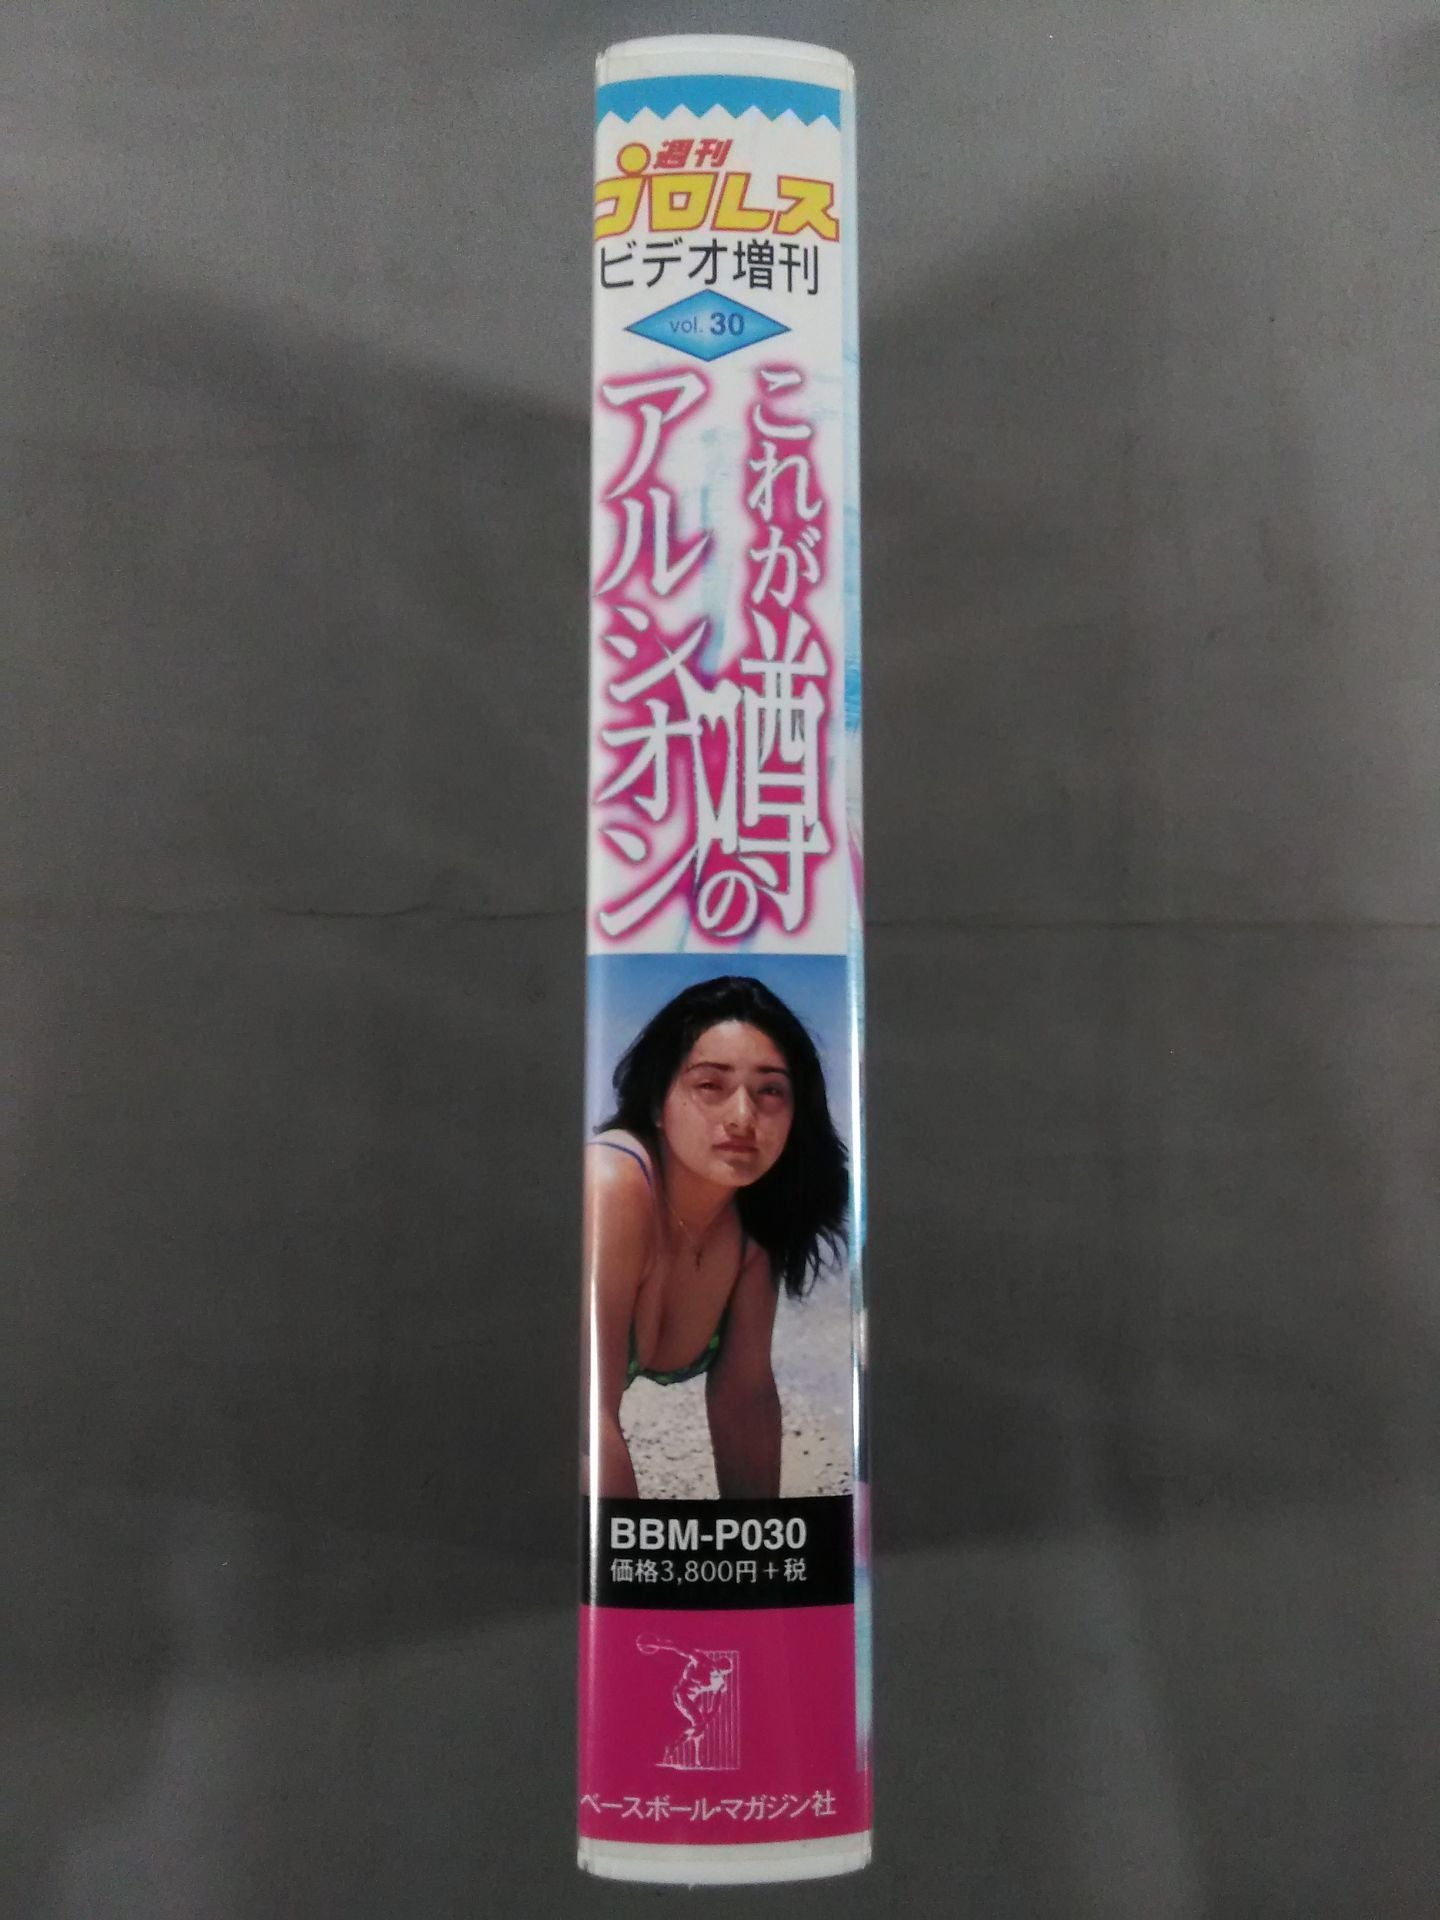 週刊
プロレス
ビデオ増刊
vol. 30
これが噂の
アルシオン
BBM-P030
価格3,800円+税
ベースボール・マガジン社